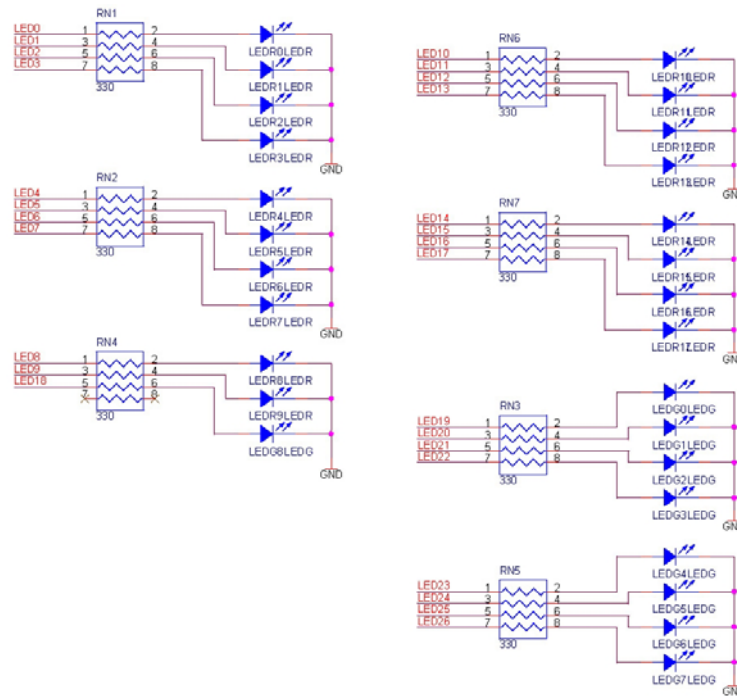 RN1
LED0 1 2
LED1 3 4
LED2 5 6
LED3 7 8
330
LEDR0LEDR
LEDR1LEDR
LEDR2LEDR
LEDR3LEDR
GND
RN2
LED4 1 2
LED5 3 4
LED6 5 6
LED7 7 8
330
LEDR4LEDR
LEDR5LEDR
LEDR6LEDR
LEDR7LEDR
GND
RN4
LED8 1 2
LED9 3 4
LED18 5 6
7 8
330
LEDR8LEDR
LEDR9LEDR
LEDG8LEDG
GND
RN6
LED10 1 2
LED11 3 4
LED12 5 6
LED13 7 8
330
LEDR10LEDR
LEDR11LEDR
LEDR12LEDR
LEDR13LEDR
GN
RN7
LED14 1 2
LED15 3 4
LED16 5 6
LED17 7 8
330
LEDR14LEDR
LEDR15LEDR
LEDR16LEDR
LEDR17LEDR
GN
RN3
LED19 1 2
LED20 3 4
LED21 5 6
LED22 7 8
330
LEDG0LEDG
LEDG1LEDG
LEDG2LEDG
LEDG3LEDG
GN
RN5
LED23 1 2
LED24 3 4
LED25 5 6
LED26 7 8
330
LEDG4LEDG
LEDG5LEDG
LEDG6LEDG
LEDG7LEDG
GN